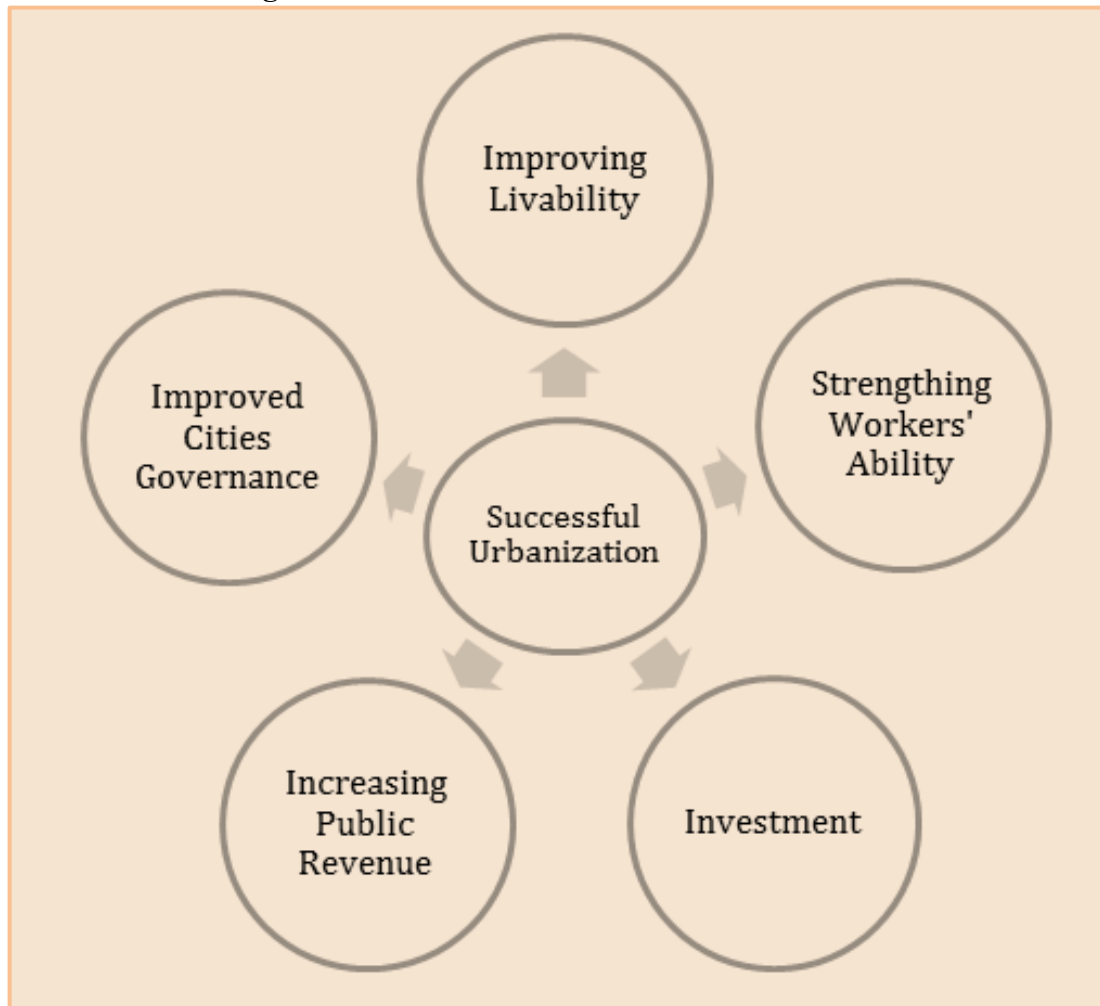 Improving
Livability
Strengthing
Workers'
Ability
Improved
Cities
Governance
Successful
Urbanization
Increasing
Public
Revenue
Investment